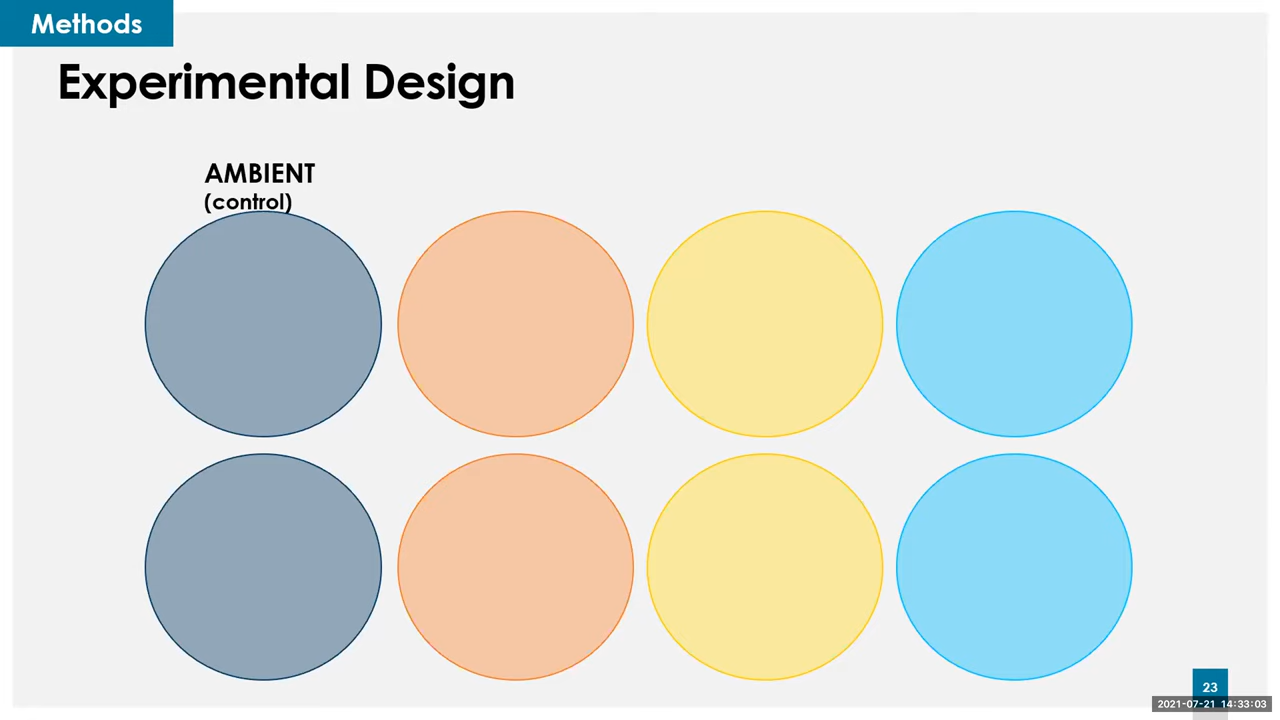 Methods
Experimental Design
AMBIENT
(control)
23
2021-07-21 14:33:03